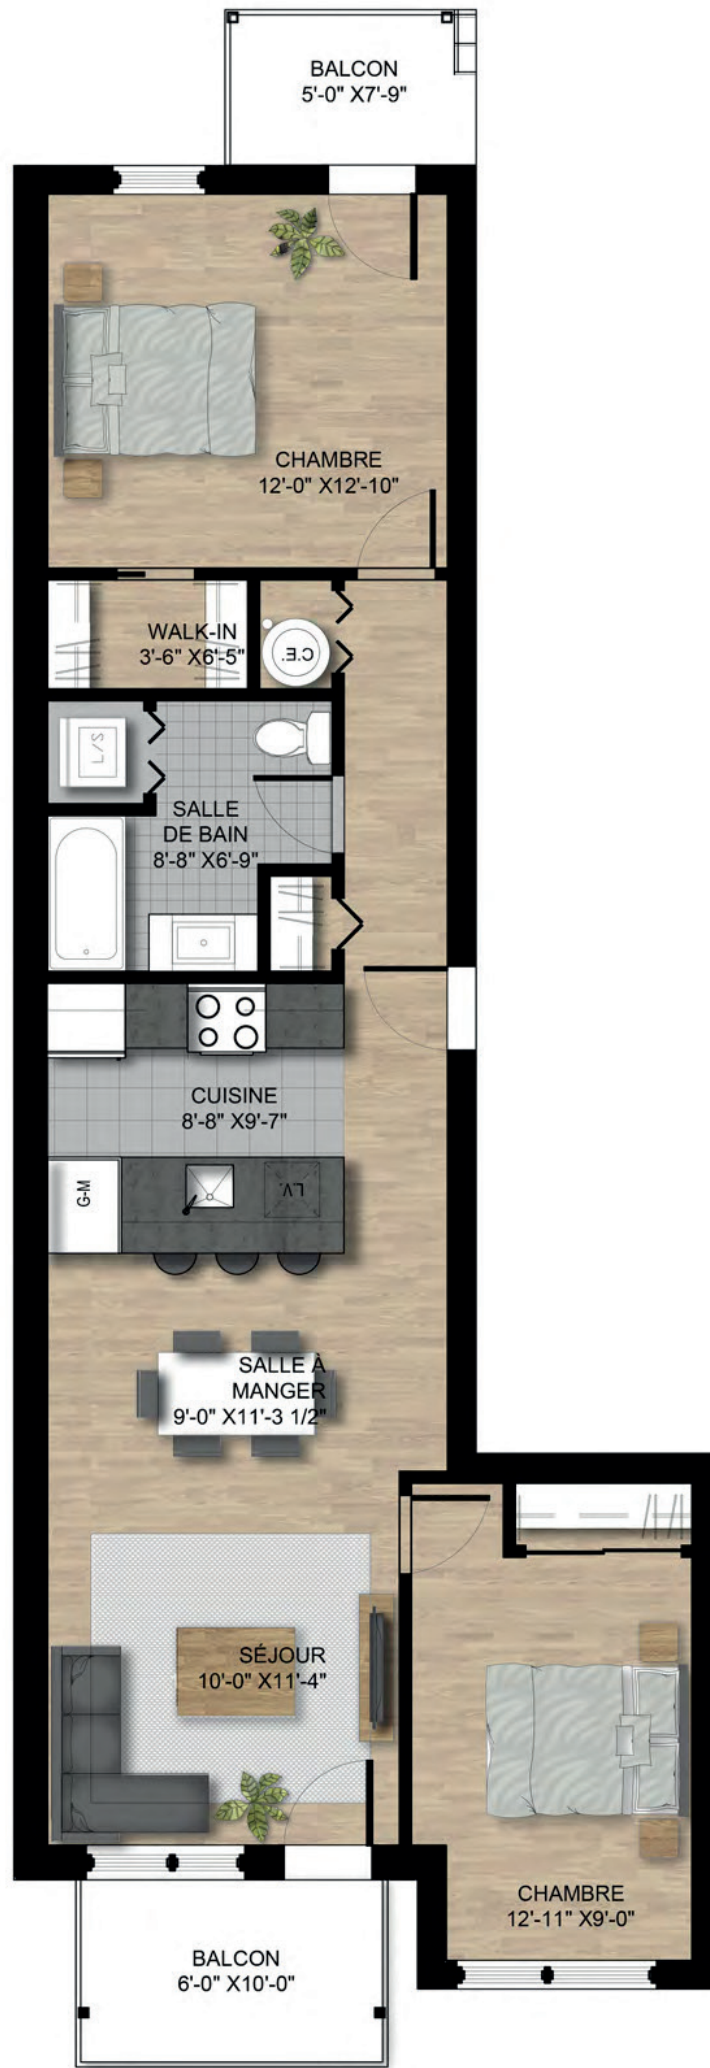 BALCON
5'-0" X7'-9"
CHAMBRE
12'-0" X12'-10"
WALK-IN
3'-6" X6'-5"
C.E.
L/S
SALLE
DE BAIN
8'-8" X6'-9"
CUISINE
8'-8" X9'-7"
G-M
LV.
SALLE À
MANGER
9'-0" X11'-3 1/2"
SÉJOUR
10'-0" X11'-4"
CHAMBRE
12'-11" X9'-0"
BALCON
6'-0" X10'-0"